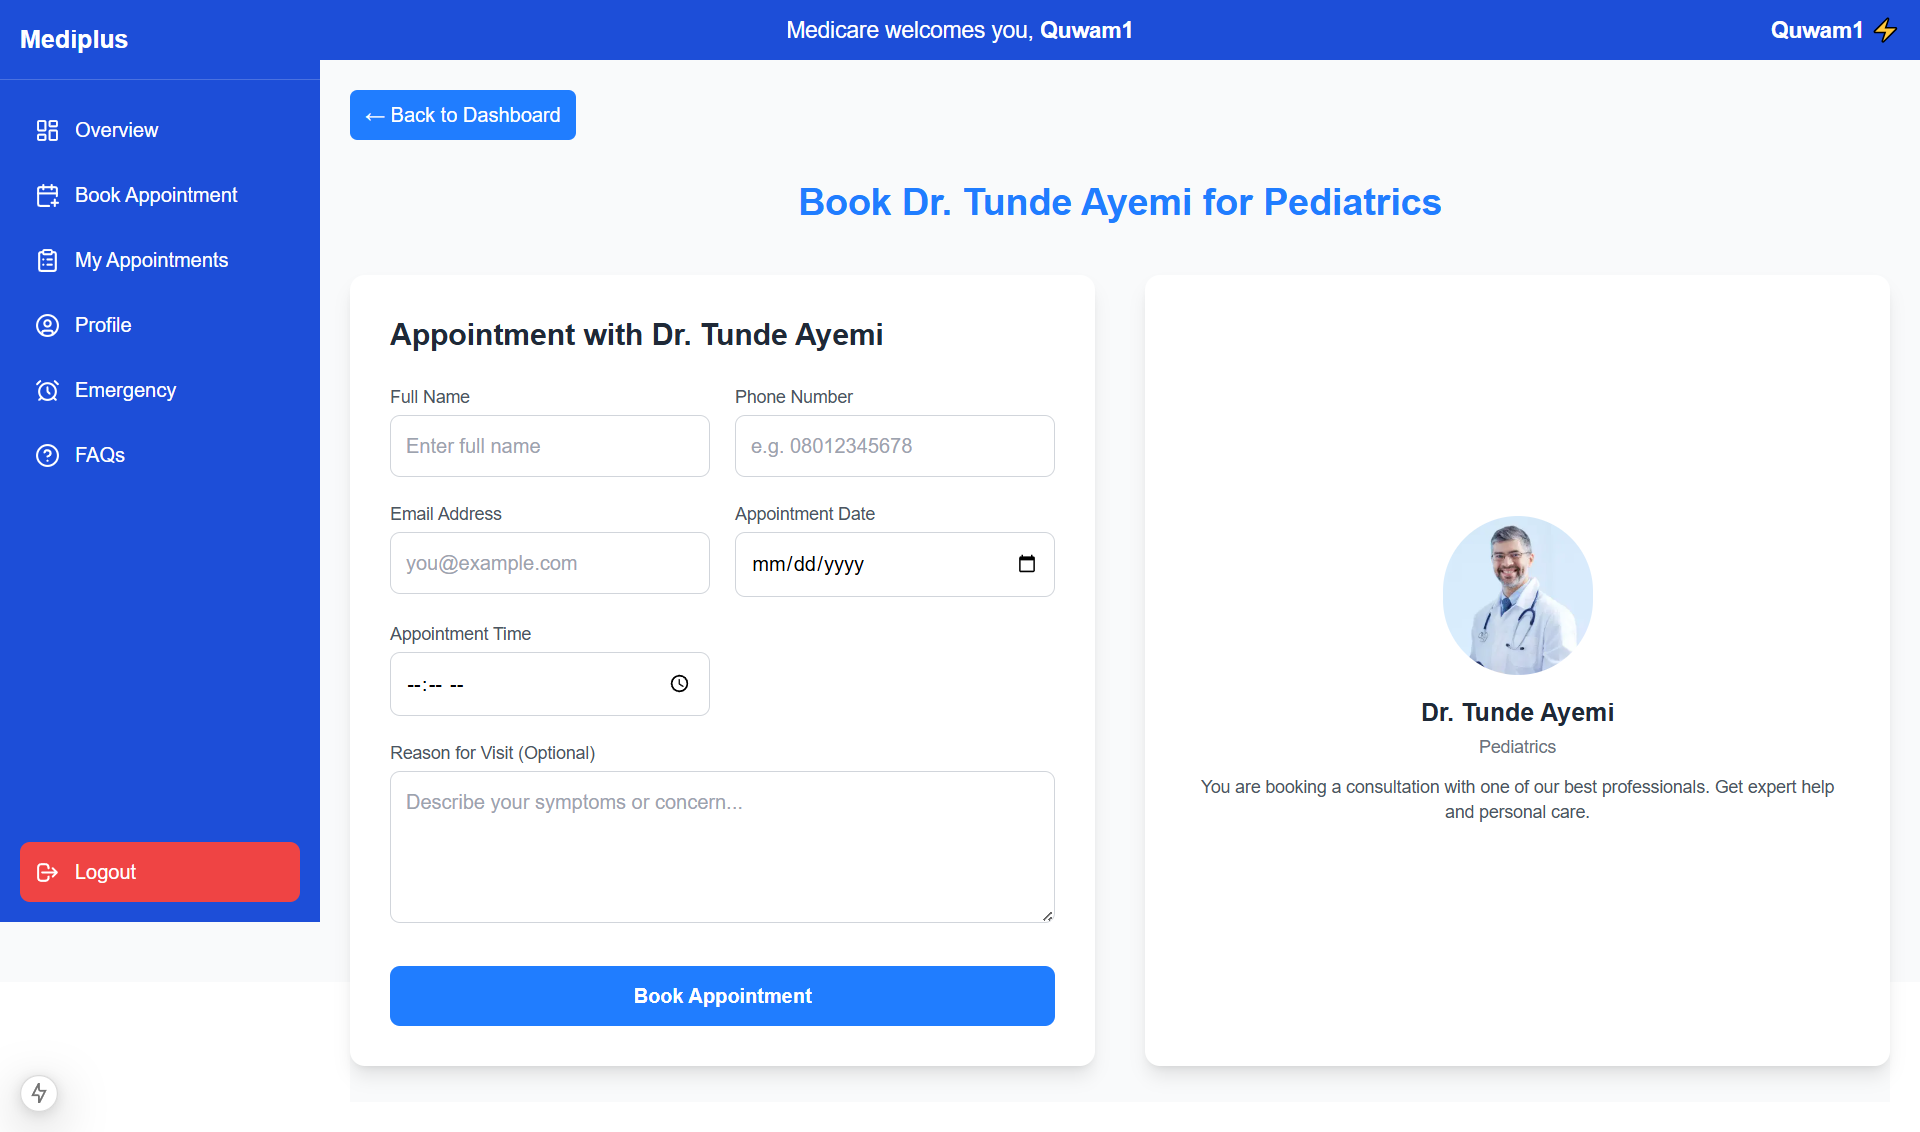 Mediplus
Medicare welcomes you, Quwam1
Quwam1 ⚡
Overview
Book Appointment
My Appointments
Profile
Emergency
FAQs
Logout
← Back to Dashboard
Book Dr. Tunde Ayemi for Pediatrics
Appointment with Dr. Tunde Ayemi
Full Name
Phone Number
Enter full name
e.g. 08012345678
Email Address
Appointment Date
you@example.com
mm/dd/yyyy
Appointment Time
--:-- --
Reason for Visit (Optional)
Describe your symptoms or concern...
Book Appointment
Dr. Tunde Ayemi
Pediatrics
You are booking a consultation with one of our best professionals. Get expert help
and personal care.